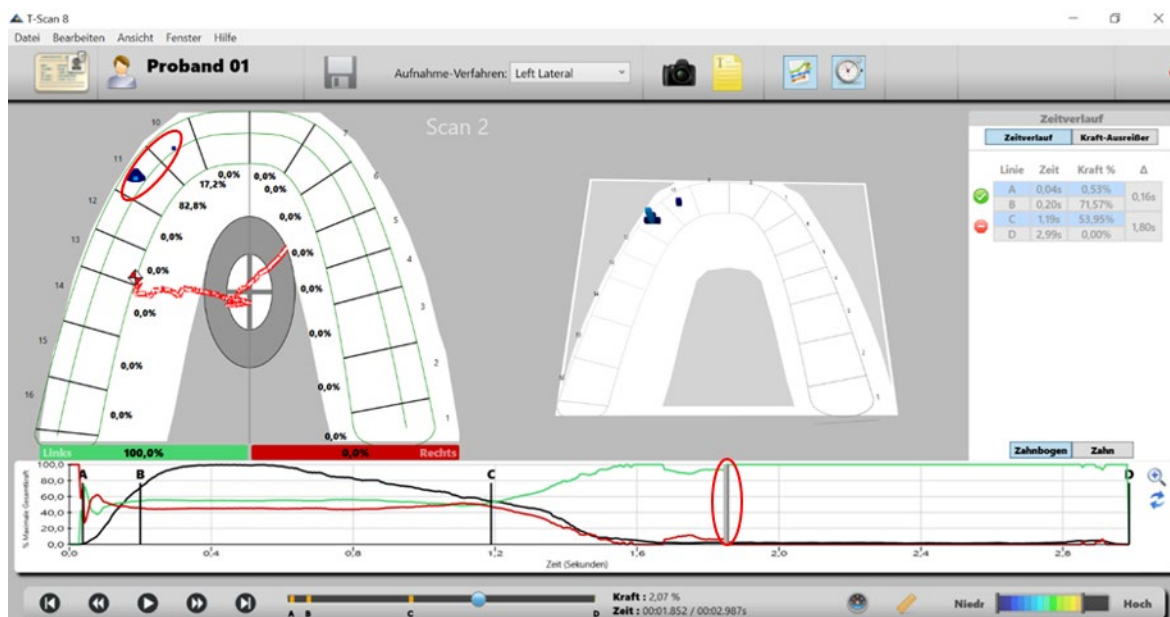 T-Scan 8
Datei Bearbeiten Ansicht Fenster Hilfe
Proband 01
Aufnahme-Verfahren: Left Lateral
T-
Scan 2
10
11
12
13
14
15
16
7
6
5
4
3
2
1
0,0% 0,0%
17,2% 0,0%
82,8% 0,0%
0,0% 0,0%
0,0% 0,0%
0,0% 0,0%
0,0% 0,0%
0,0% 0,0%
0,0%
Links 100,0% 0,0% Rechts
Zeitverlauf
Zeitverlauf Kraft-Ausreißer
Linie Zeit Kraft % Δ
A 0,04s 0,53% 0,16s
B 0,20s 71,57%
C 1,19s 53,95% 1,80s
D 2,99s 0,00%
Zahnbogen Zahn
% Maximale Gesamtkraft
100,0
80,0
60,0
40,0
20,0
0,0
A B C D
0,0 0,4 0,8 1,2 1,6 2,0 2,4 2,8
Zeit (Sekunden)
A B C D
Kraft : 2,07 %
Zeit : 00:01.852 / 00:02.987s
Niedr Hoch